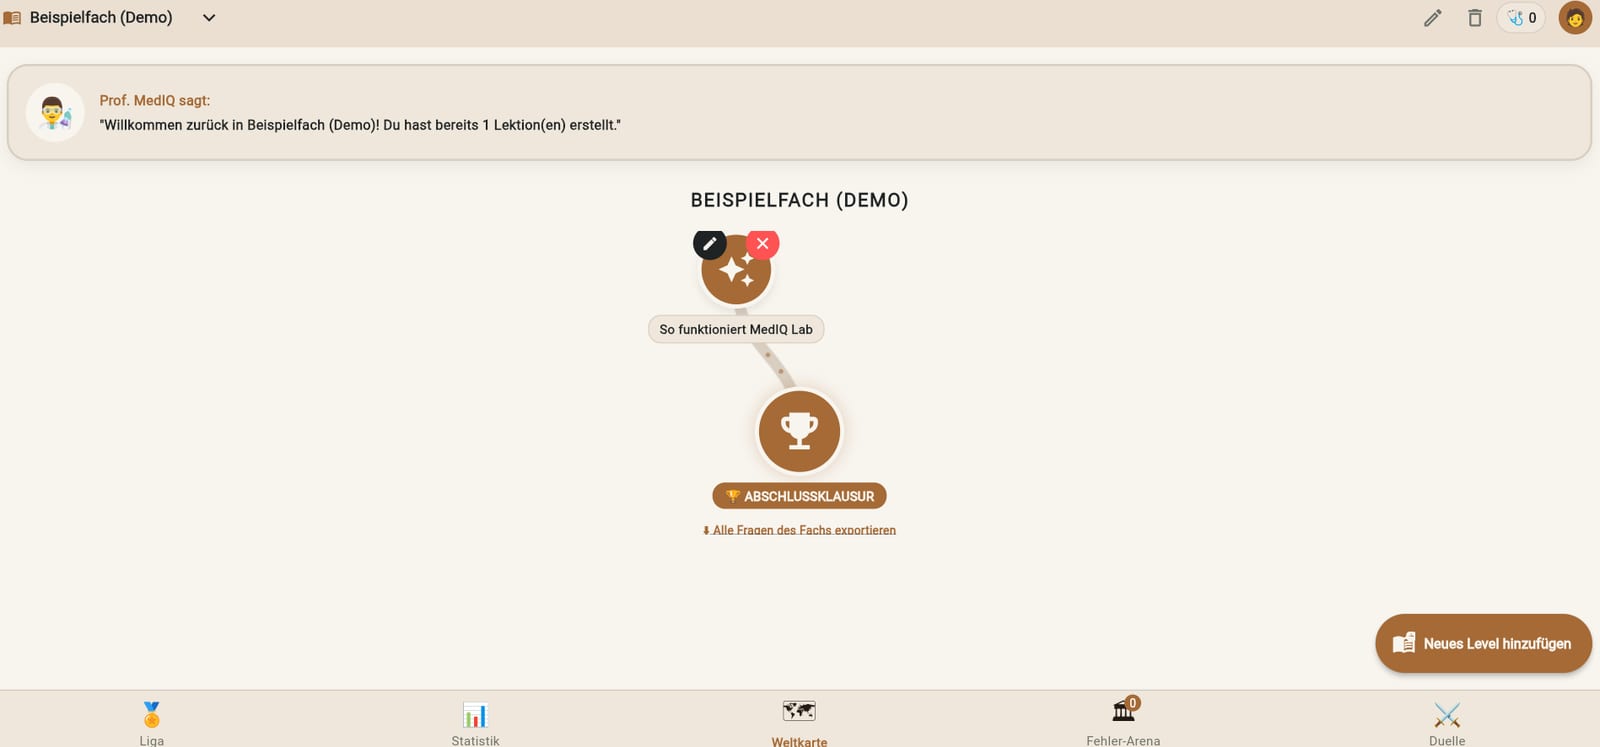 Beispielfach (Demo)
0
Prof. MedIQ sagt:
"Willkommen zurück in Beispielfach (Demo)! Du hast bereits 1 Lektion(en) erstellt."
BEISPIELFACH (DEMO)
So funktioniert MedIQ Lab
ABSCHLUSSKLAUSUR
Alle Fragen des Fachs exportieren
Neues Level hinzufügen
0
Liga
Statistik
Weltkarte
Fehler-Arena
Duelle